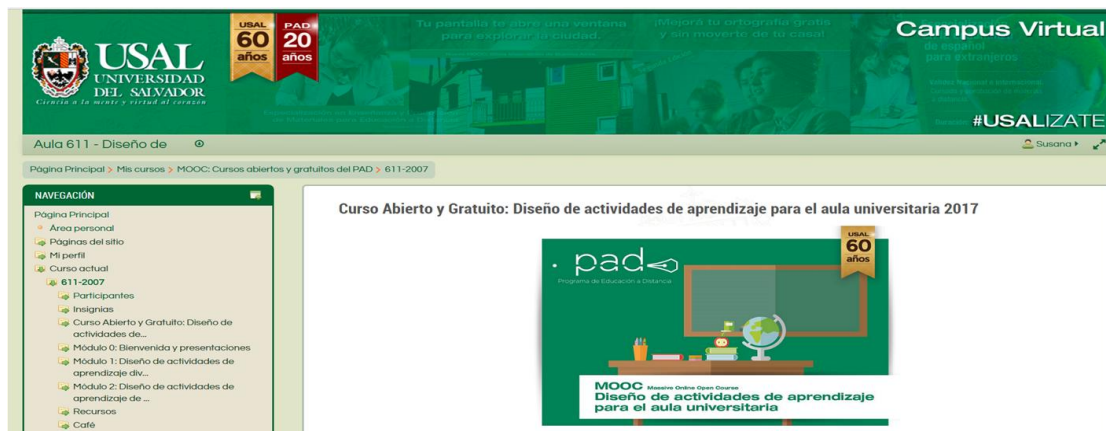 USAL
UNIVERSIDAD
DEL SALVADOR
Ciencia a la mente y virtud al corazón
USAL
60
años
PAD
20
años
Tu pantalla te abre una ventana
para explorar la ciudad.
¡Mejorá tu ortografía gratis
y sin moverte de tu casa!
Campus Virtual
de español
para extranjeros
#USALIZATE
Aula 611 - Diseño de
Susana
Página Principal > Mis cursos > MOOC: Cursos abiertos y gratuitos del PAD > 611-2007
NAVEGACIÓN
Página Principal
Área personal
Páginas del sitio
Mi perfil
Curso actual
611-2007
Participantes
Insignias
Curso Abierto y Gratuito: Diseño de
actividades de...
Módulo 0: Bienvenida y presentaciones
Módulo 1: Diseño de actividades de
aprendizaje div...
Módulo 2: Diseño de actividades de
aprendizaje de ...
Recursos
Café
Curso Abierto y Gratuito: Diseño de actividades de aprendizaje para el aula universitaria 2017
pad
Programa de Educación a Distancia
USAL
60
años
MOOC Massive Online Open Course
Diseño de actividades de aprendizaje
para el aula universitaria